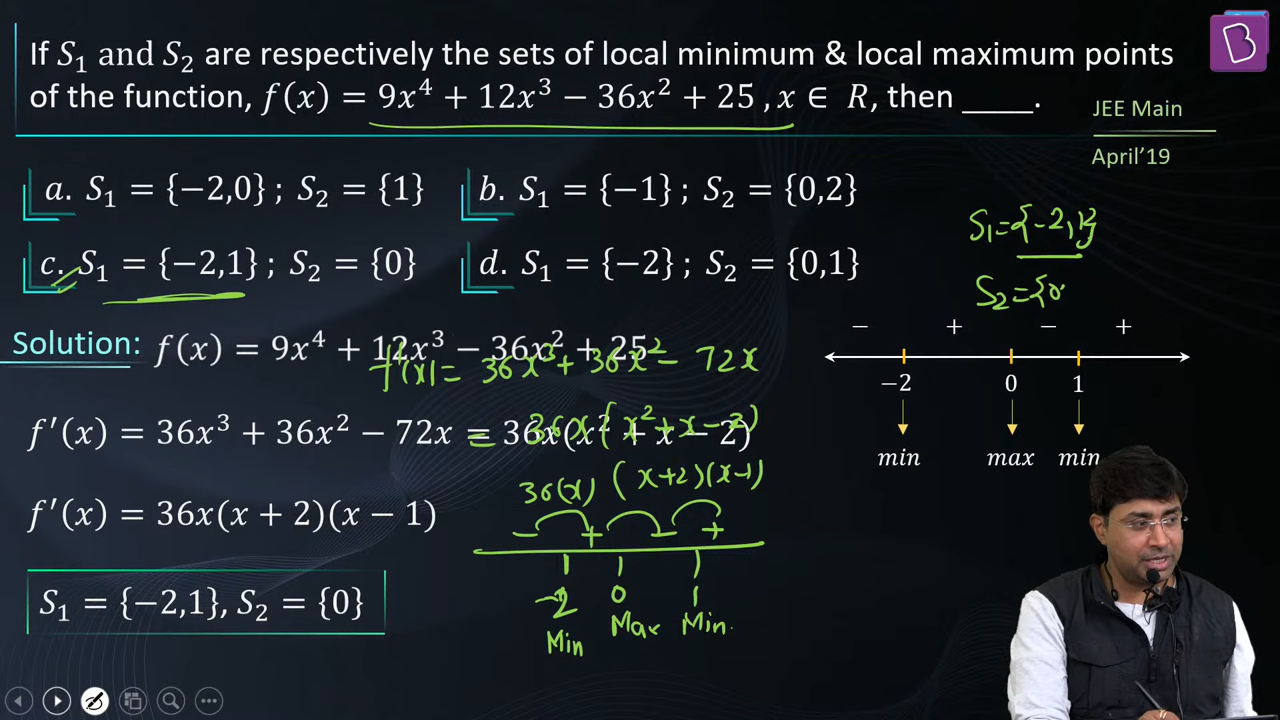 If S₁ and S₂ are respectively the sets of local minimum & local maximum points
of the function, f(x) = 9x⁴ + 12x³ − 36x² + 25 , x ∈ R, then ____.
JEE Main
April'19
a. S₁ = {−2,0} ; S₂ = {1}
b. S₁ = {−1} ; S₂ = {0,2}
c. S₁ = {−2,1} ; S₂ = {0}
d. S₁ = {−2} ; S₂ = {0,1}
S₁={-2,1}
S₂={0
Solution: f(x) = 9x⁴ + 12x³ − 36x² + 25
f'(x)= 36x³+ 36x² − 72x
f′(x) = 36x³ + 36x² − 72x = 36x(x² + x − 2)
= 36x(x²+x−2)
36(x) (x+2)(x-1)
f′(x) = 36x(x + 2)(x − 1)
− + − +
-2 0 1
Min Max Min.
S₁ = {−2,1}, S₂ = {0}
− + − +
−2 0 1
min max min
B